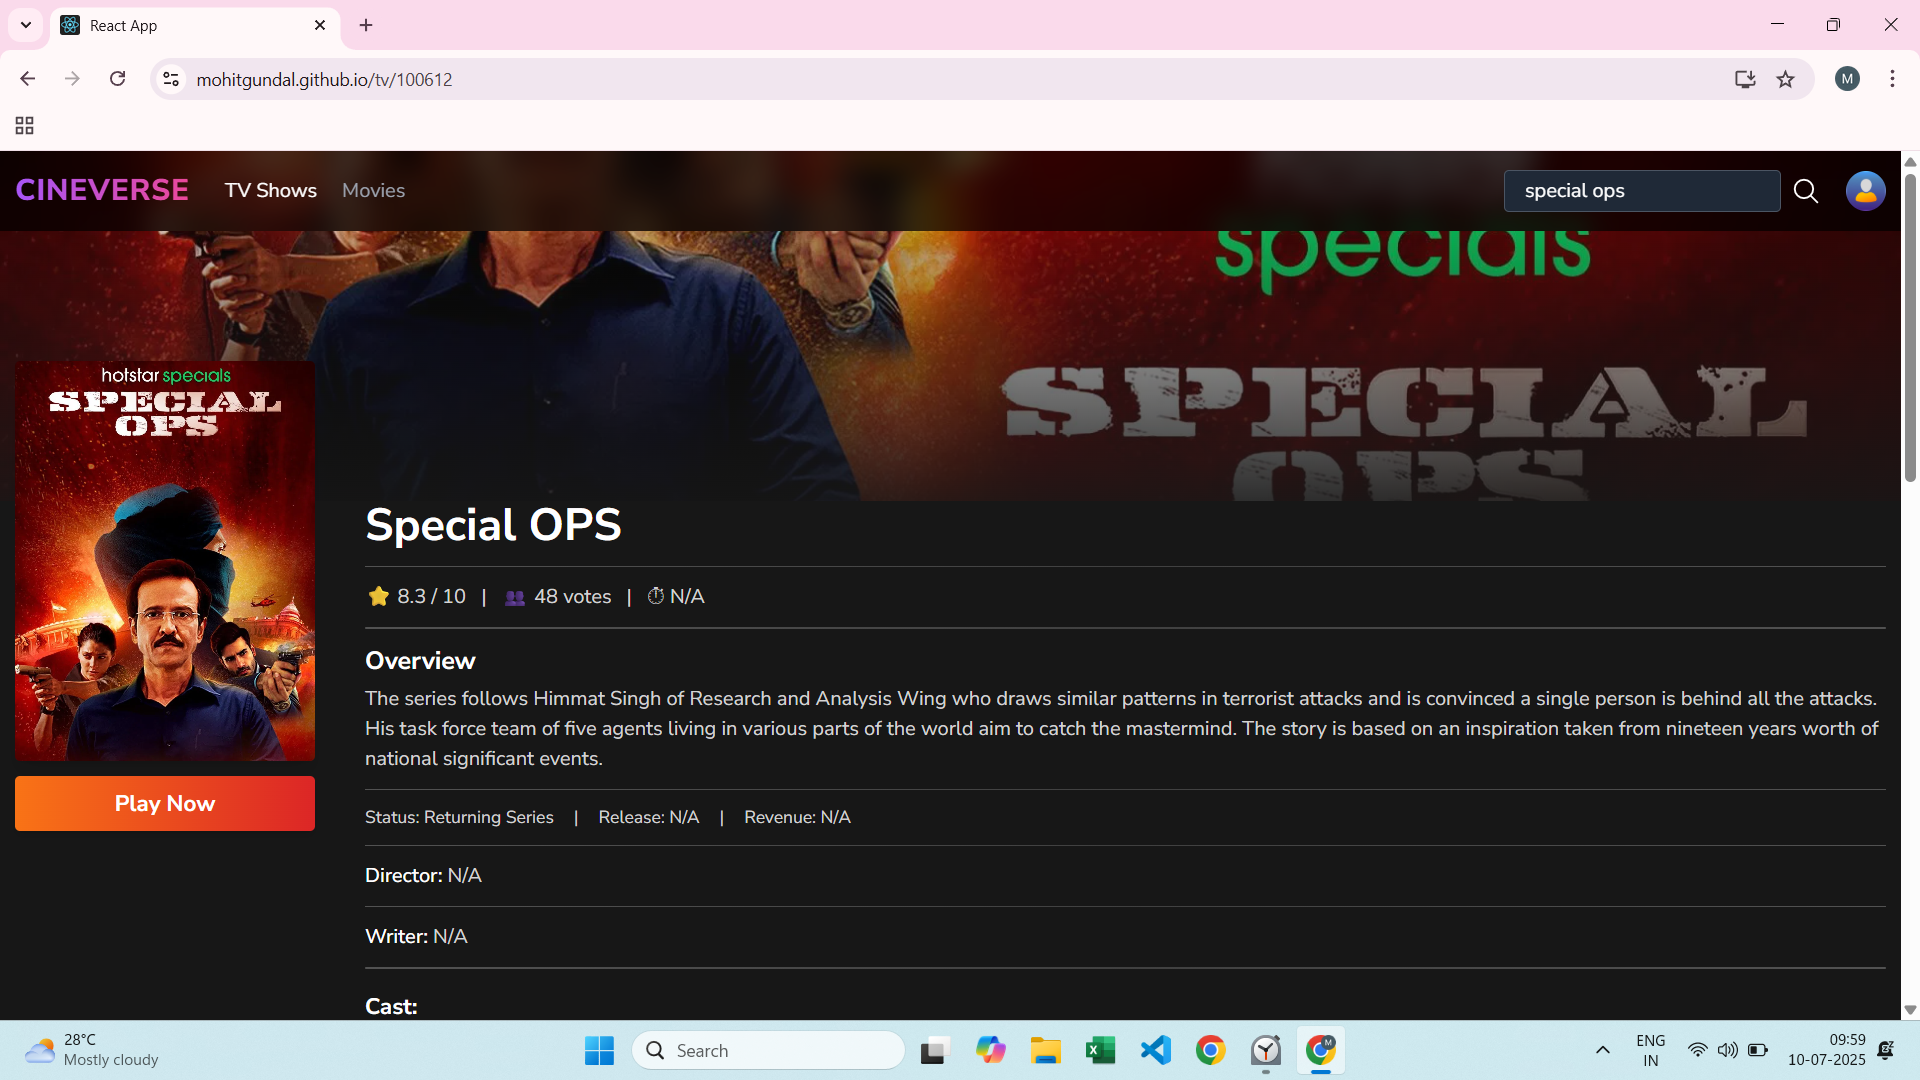 React App
mohitgundal.github.io/tv/100612
M
CINEVERSE
TV Shows
Movies
special ops
specials
SPECIAL
OPS
hotstar specials
SPECIAL
OPS
Special OPS
8.3 / 10 | 48 votes | N/A
Overview
The series follows Himmat Singh of Research and Analysis Wing who draws similar patterns in terrorist attacks and is convinced a single person is behind all the attacks.
His task force team of five agents living in various parts of the world aim to catch the mastermind. The story is based on an inspiration taken from nineteen years worth of
national significant events.
Play Now
Status: Returning Series | Release: N/A | Revenue: N/A
Director: N/A
Writer: N/A
Cast:
28°C
Mostly cloudy
Search
M
ENG
IN
09:59
10-07-2025